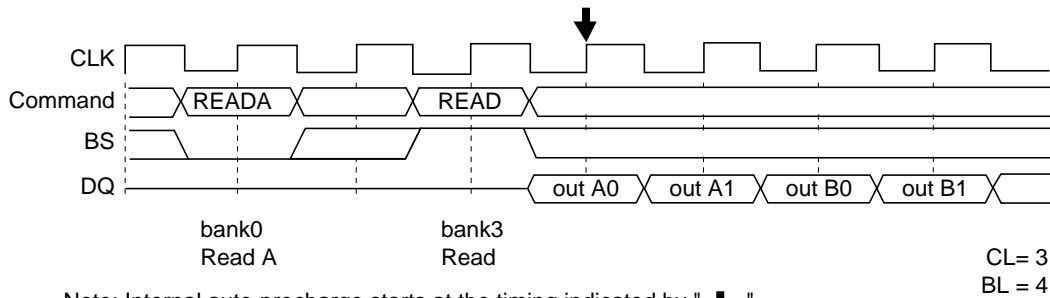 CLK
Command READA READ
BS
DQ out A0 out A1 out B0 out B1
bank0 bank3
Read A Read
CL= 3
BL = 4
Note: Internal auto-precharge starts at the timing indicated by " ".